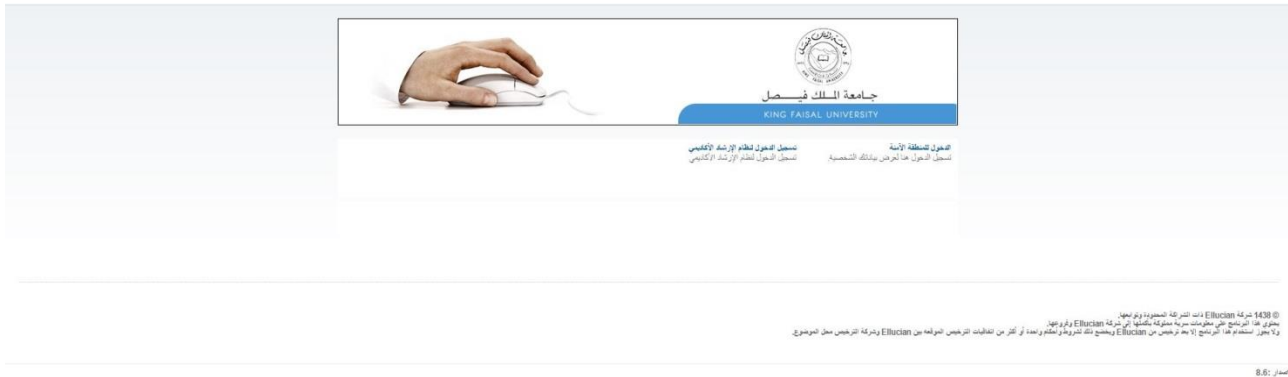 جامعة الملك فيصل
KING FAISAL UNIVERSITY
الدخول للمنطقة الآمنة
تسجيل الدخول هنا لعرض بياناتك الشخصية.
تسجيل الدخول لنظام الإرشاد الأكاديمي
تسجيل الدخول لنظام الإرشاد الأكاديمي
© 1438 شركة Ellucian ذات الشراكة المحدودة وتوابعها.
يحتوي هذا البرنامج على معلومات سرية مملوكة بأكملها إلى شركة Ellucian وفروعها.
ولا يجوز استخدام هذا البرنامج إلا بعد ترخيص من Ellucian ويخضع ذلك لشروط وأحكام واحدة أو أكثر من اتفاقيات الترخيص الموقعه بين Ellucian وشركة الترخيص محل الموضوع.
8.6: